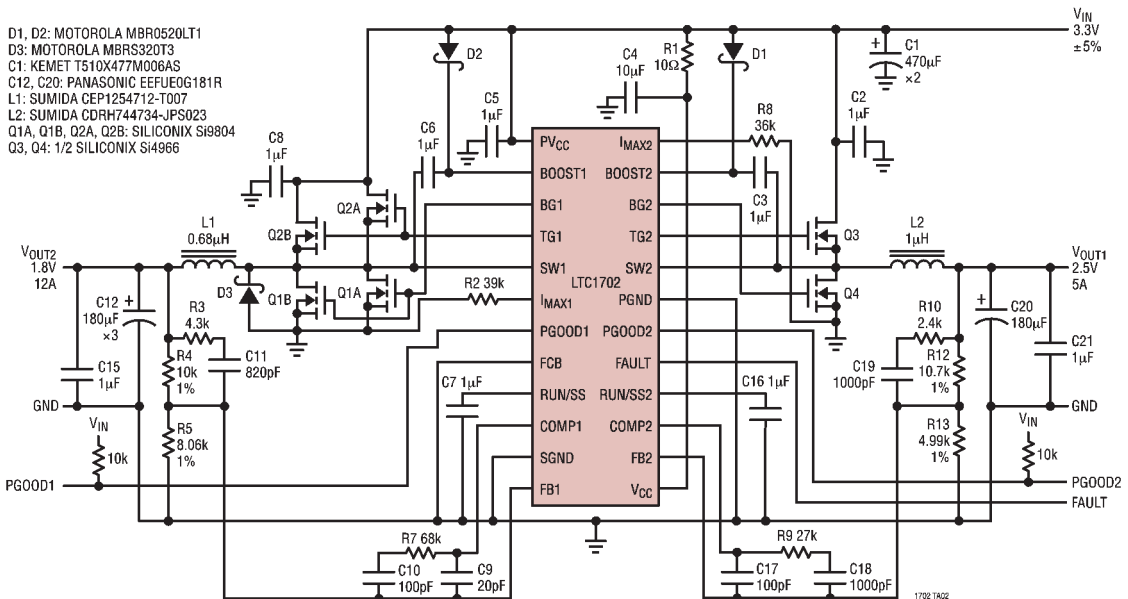 D1, D2: MOTOROLA MBR0520LT1
D3: MOTOROLA MBRS320T3
C1: KEMET T510X477M006AS
C12, C20: PANASONIC EEFUE0G181R
L1: SUMIDA CEP1254712-T007
L2: SUMIDA CDRH744734-JPS023
Q1A, Q1B, Q2A, Q2B: SILICONIX Si9804
Q3, Q4: 1/2 SILICONIX Si4966
VIN
3.3V
±5%
D2
C4
10µF
R1
10Ω
D1
C1
470µF
×2
C5
1µF
C6
1µF
C8
1µF
R8
36k
C2
1µF
C3
1µF
PVCC
BOOST1
BG1
TG1
SW1
IMAX1
PGOOD1
FCB
RUN/SS
COMP1
SGND
FB1
LTC1702
IMAX2
BOOST2
BG2
TG2
SW2
PGND
PGOOD2
FAULT
RUN/SS2
COMP2
FB2
VCC
Q2A
Q2B
Q1B
Q1A
Q3
Q4
L1
0.68µH
L2
1µH
VOUT2
1.8V
12A
VOUT1
2.5V
5A
D3
R2 39k
C12
180µF
×3
R3
4.3k
R4
10k
1%
C11
820pF
C15
1µF
GND
VIN
10k
R5
8.06k
1%
PGOOD1
C7 1µF
C16 1µF
R10
2.4k
C20
180µF
C19
1000pF
R12
10.7k
1%
C21
1µF
GND
R13
4.99k
1%
VIN
10k
PGOOD2
FAULT
R7 68k
C10
100pF
C9
20pF
R9 27k
C17
100pF
C18
1000pF
1702 TA02